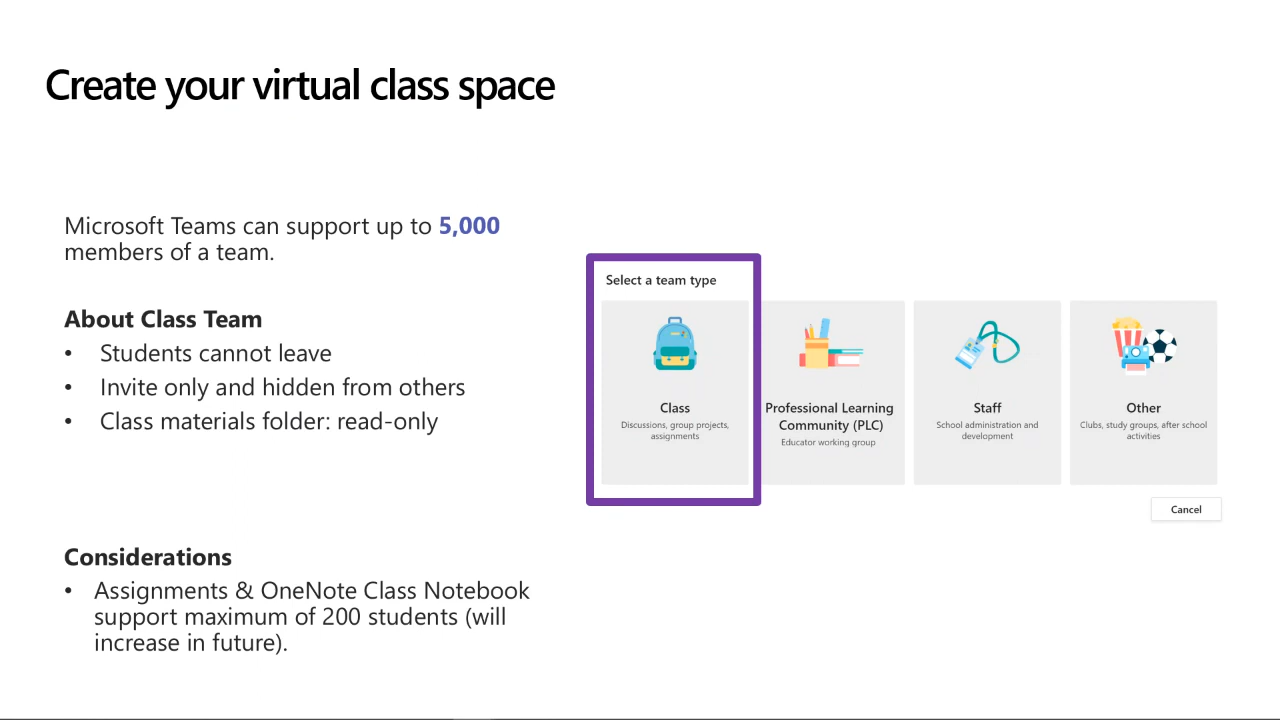 Create your virtual class space
Microsoft Teams can support up to 5,000
members of a team.
About Class Team
• Students cannot leave
• Invite only and hidden from others
• Class materials folder: read-only
Considerations
• Assignments & OneNote Class Notebook
support maximum of 200 students (will
increase in future).
Select a team type
Class
Discussions, group projects,
assignments
Professional Learning
Community (PLC)
Educator working group
Staff
School administration and
development
Other
Clubs, study groups, after school
activities
Cancel